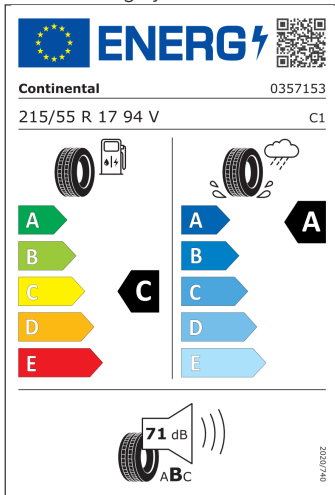 ENERG
Continental 0357153
215/55 R 17 94 V C1
A A A
B B
C C C
D D
E E
71 dB
ABC
2020/740